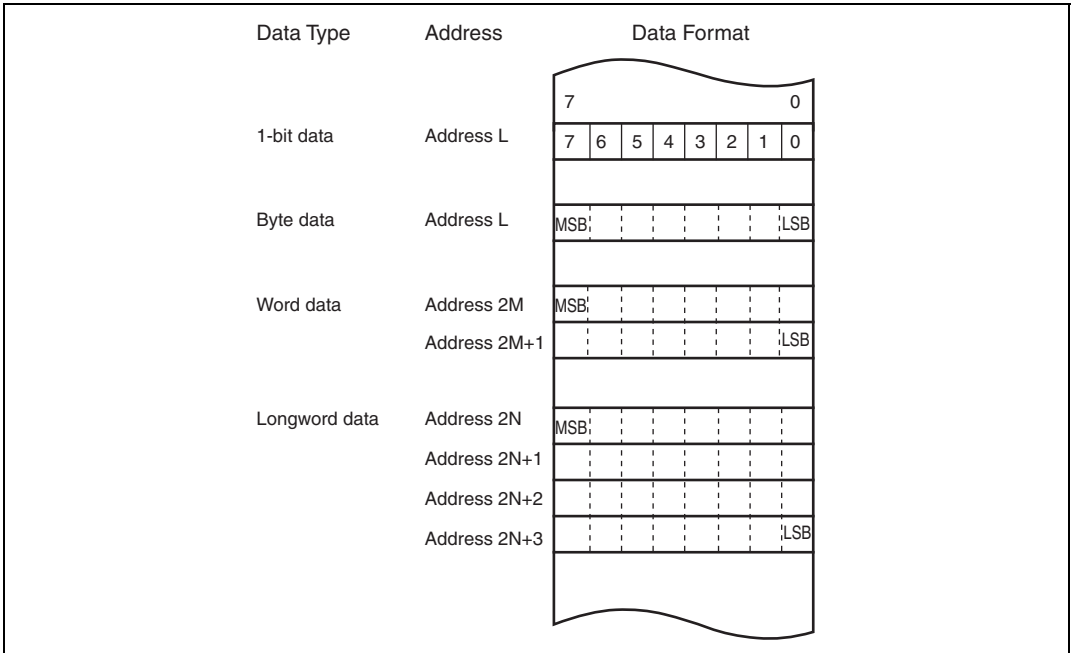 Data Type Address Data Format
7 0
1-bit data Address L 7 6 5 4 3 2 1 0
Byte data Address L MSB LSB
Word data Address 2M MSB
Address 2M+1 LSB
Longword data Address 2N MSB
Address 2N+1
Address 2N+2
Address 2N+3 LSB